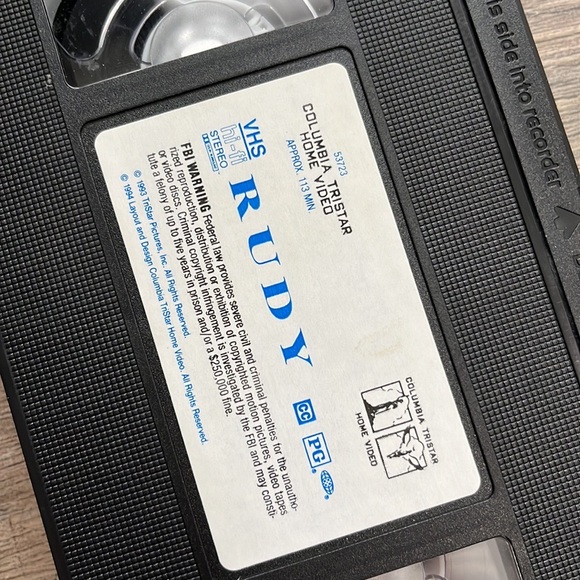 is side into recorder
53723
COLUMBIA TRISTAR
HOME VIDEO
APPROX. 113 MIN.
VHS
hi-fi
STEREO
RUDY
CC
PG
COLUMBIA TRISTAR
HOME VIDEO
FBI WARNING Federal law provides severe civil and criminal penalties for the unautho-
rized reproduction, distribution or exhibition of copyrighted motion pictures, video tapes
or video discs. Criminal copyright infringement is investigated by the FBI and may consti-
tute a felony of up to five years in prison and/or a $250,000 fine.
© 1993 TriStar Pictures, Inc. All Rights Reserved.
© 1994 Layout and Design Columbia TriStar Home Video. All Rights Reserved.